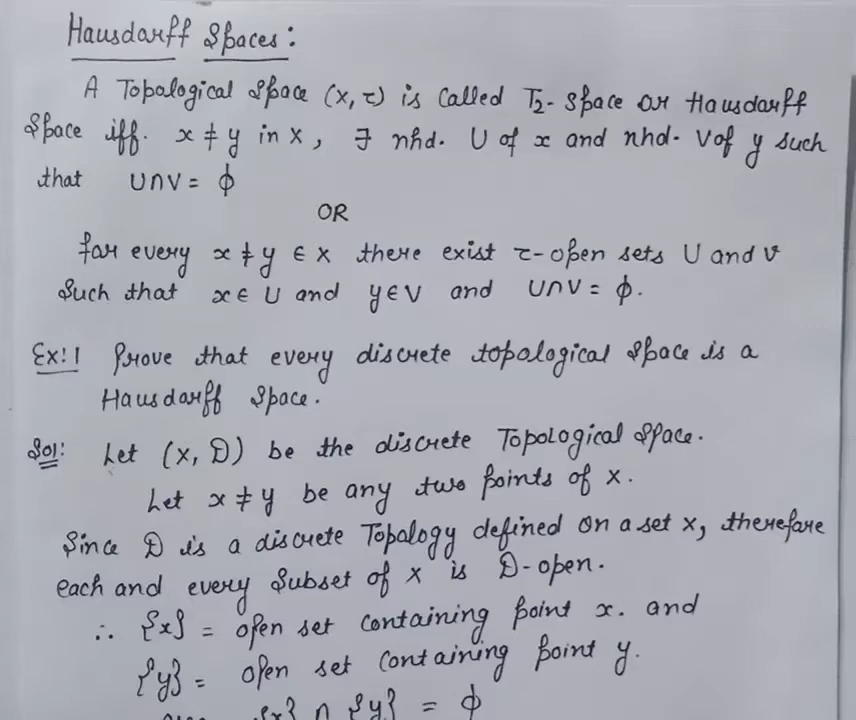 Hausdorff Spaces:
A Topological Space (X, τ) is called T₂-Space or Hausdorff
Space iff. x ≠ y in X, ∃ nhd. U of x and nhd. V of y such
that U∩V = ϕ
OR
for every x ≠ y ∈ X there exist τ-open sets U and V
Such that x ∈ U and y ∈ V and U∩V = ϕ.
Ex:1 Prove that every discrete topological Space is a
Hausdorff Space.
Sol: Let (X, D) be the discrete Topological Space.
Let x ≠ y be any two points of X.
Since D is a discrete Topology defined on a set X, therefore
each and every Subset of X is D-open.
∴ {x} = open set containing point x. and
{y} = open set containing point y.
{x} ∩ {y} = ϕ